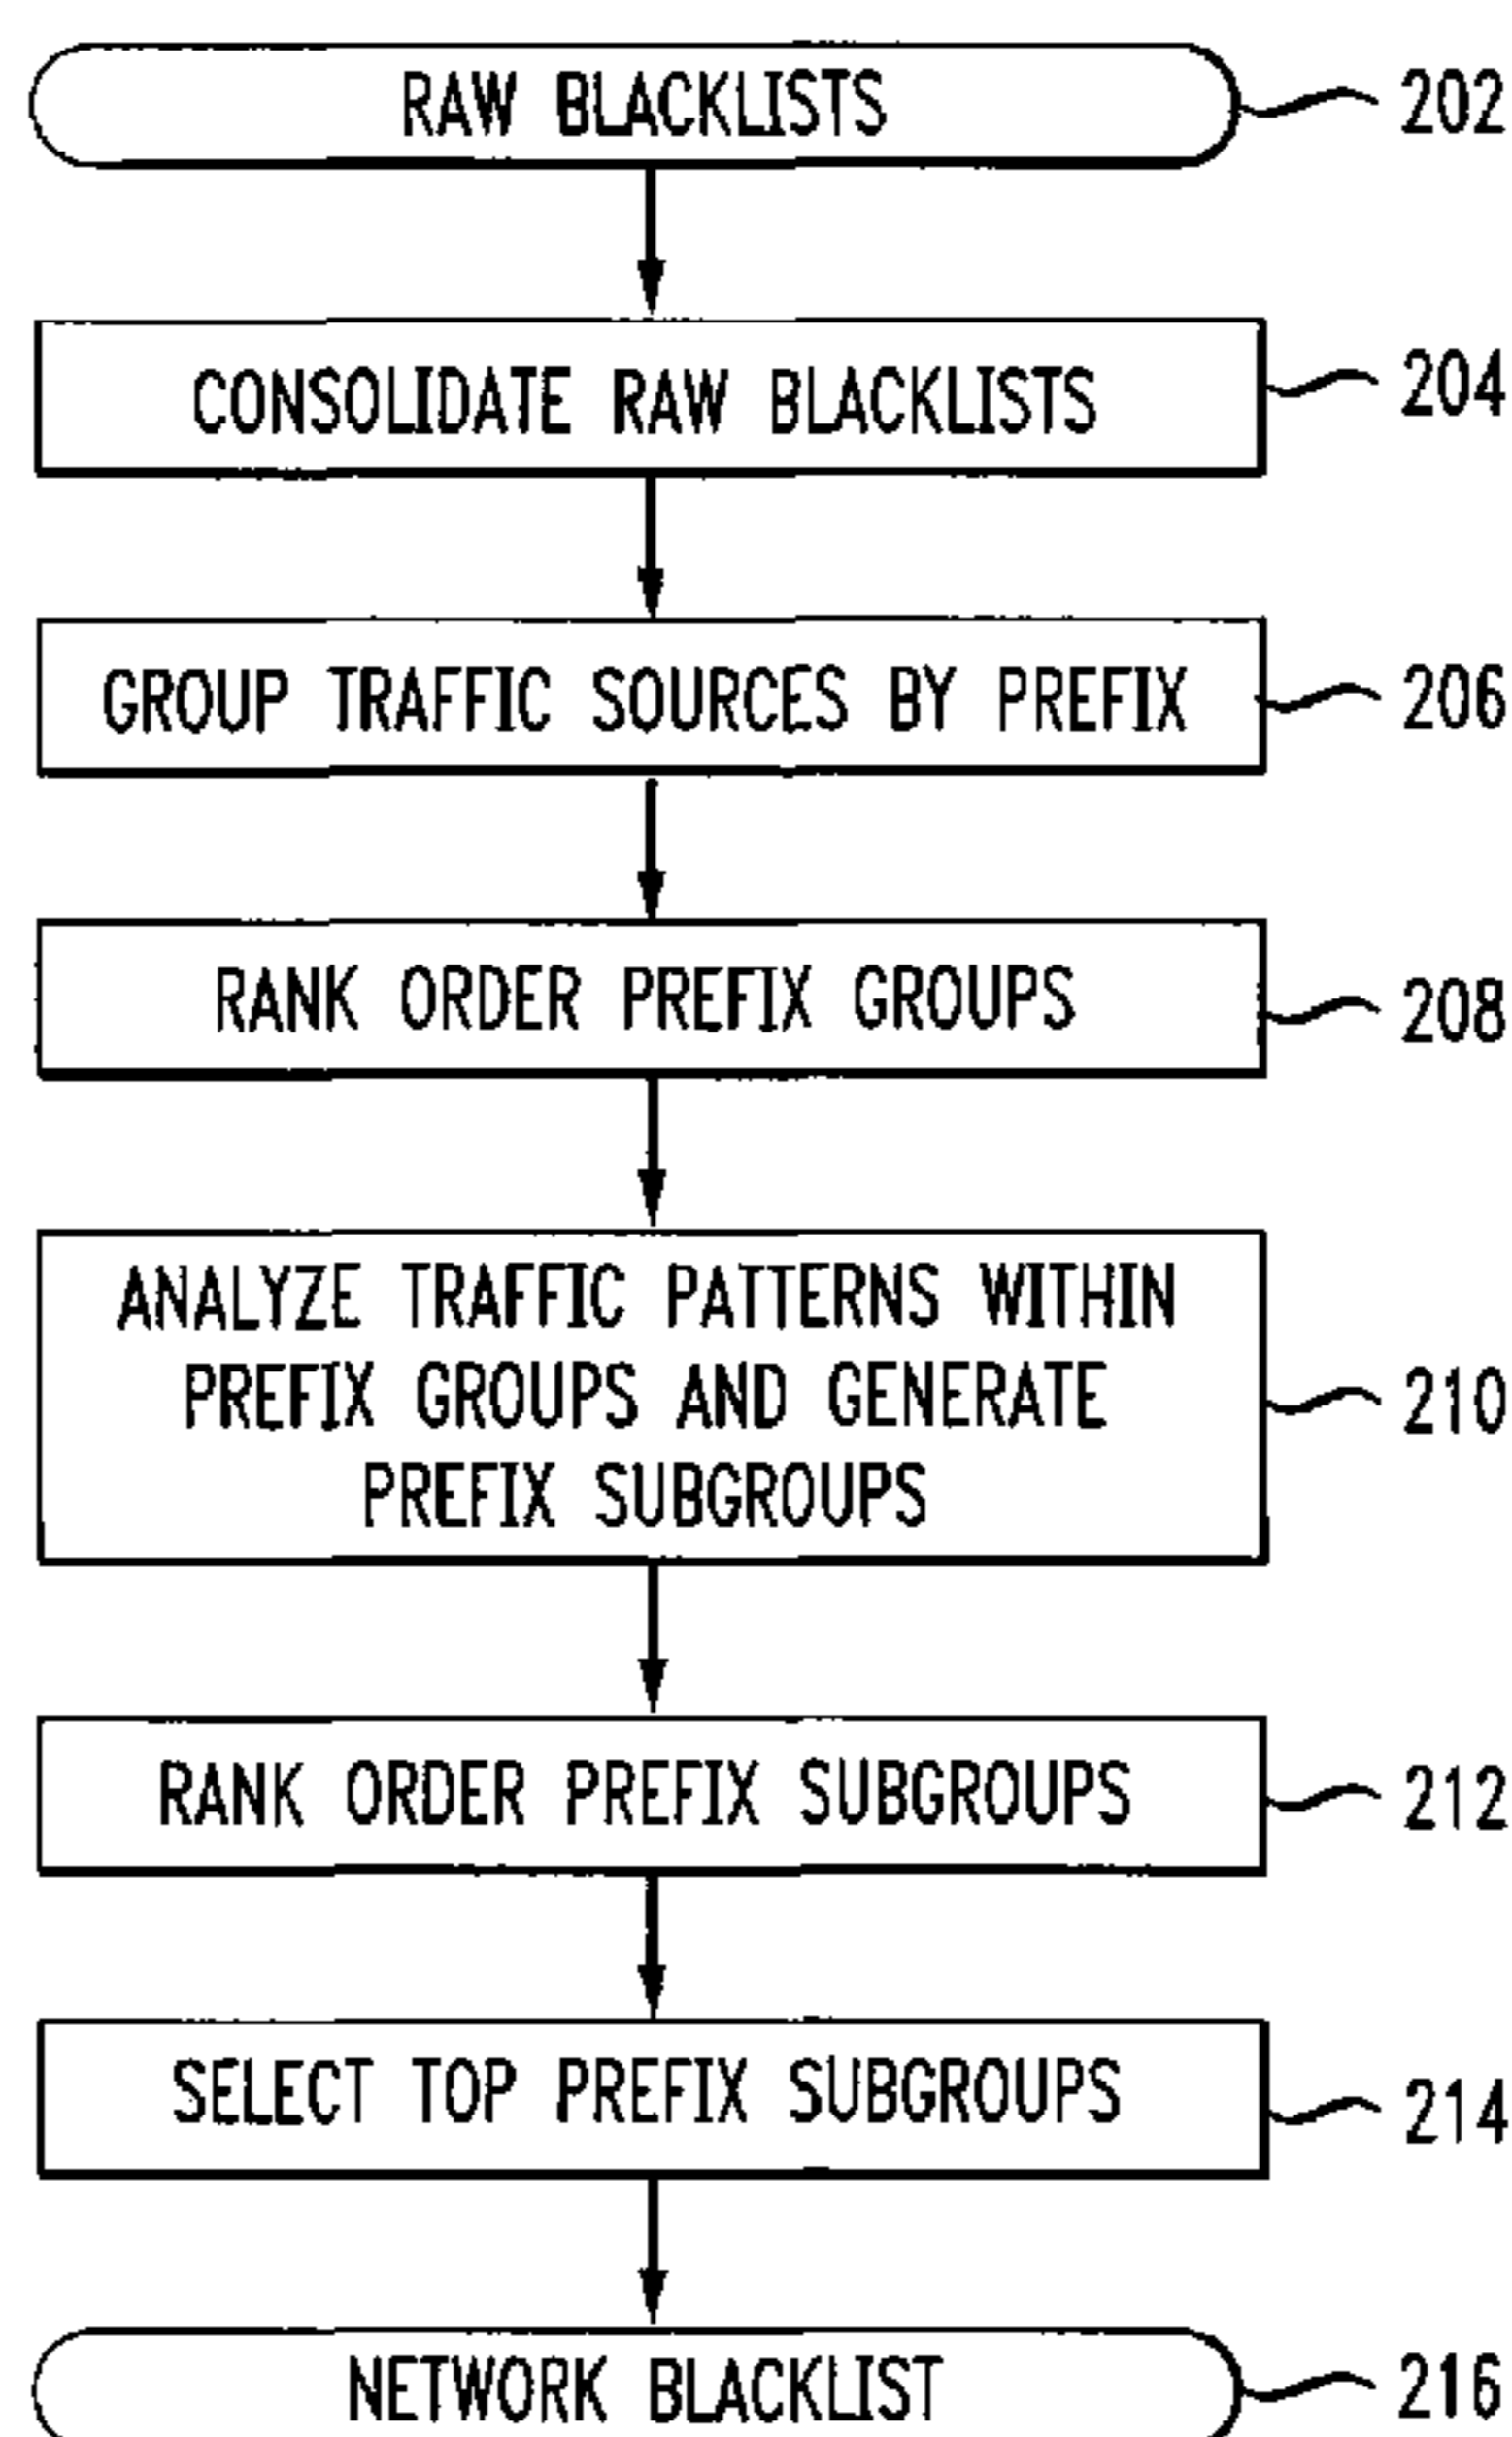 RAW BLACKLISTS
202
CONSOLIDATE RAW BLACKLISTS
204
GROUP TRAFFIC SOURCES BY PREFIX
206
RANK ORDER PREFIX GROUPS
208
ANALYZE TRAFFIC PATTERNS WITHIN
PREFIX GROUPS AND GENERATE
PREFIX SUBGROUPS
210
RANK ORDER PREFIX SUBGROUPS
212
SELECT TOP PREFIX SUBGROUPS
214
NETWORK BLACKLIST
216